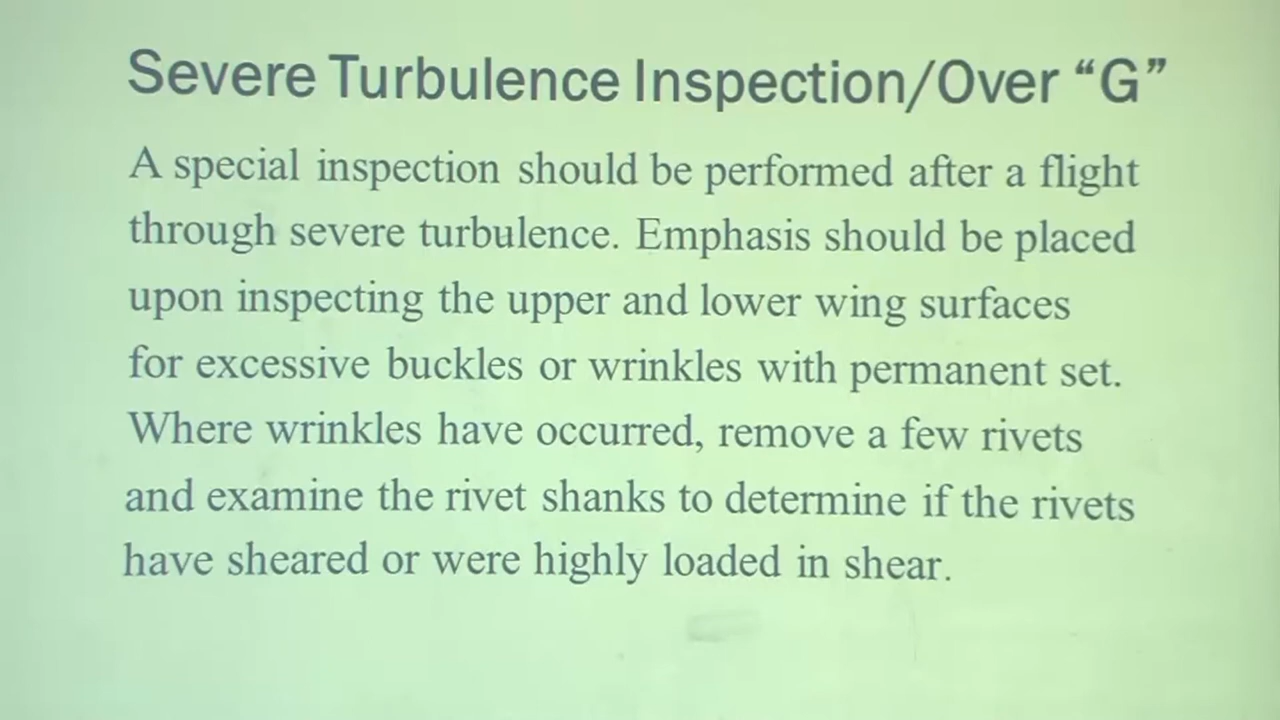 Severe Turbulence Inspection/Over “G”
A special inspection should be performed after a flight
through severe turbulence. Emphasis should be placed
upon inspecting the upper and lower wing surfaces
for excessive buckles or wrinkles with permanent set.
Where wrinkles have occurred, remove a few rivets
and examine the rivet shanks to determine if the rivets
have sheared or were highly loaded in shear.